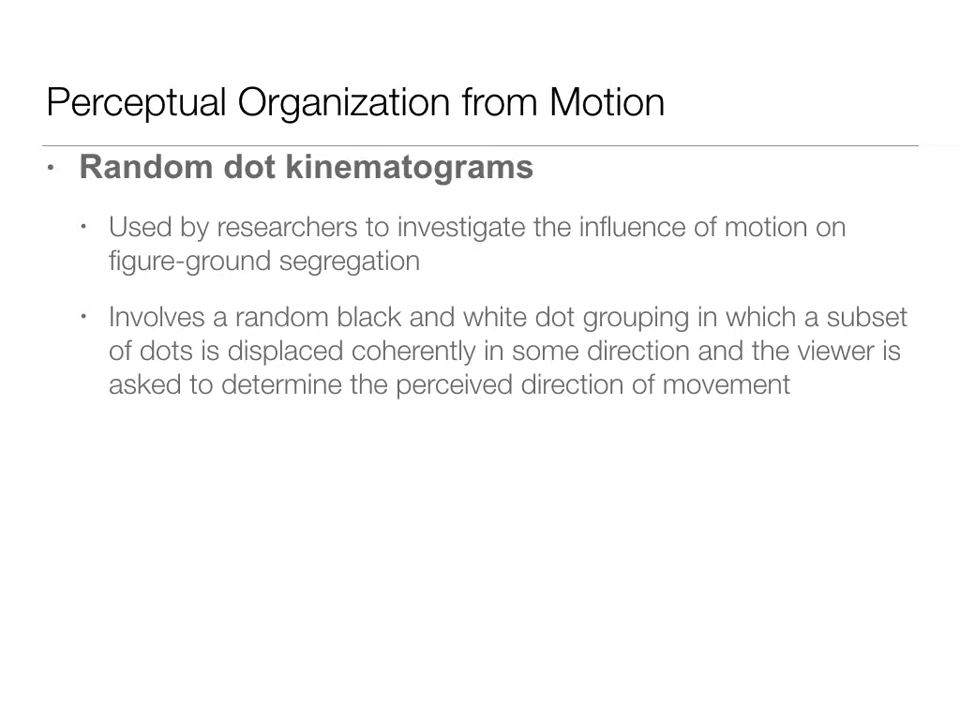 Perceptual Organization from Motion
• Random dot kinematograms
• Used by researchers to investigate the influence of motion on
figure-ground segregation
• Involves a random black and white dot grouping in which a subset
of dots is displaced coherently in some direction and the viewer is
asked to determine the perceived direction of movement